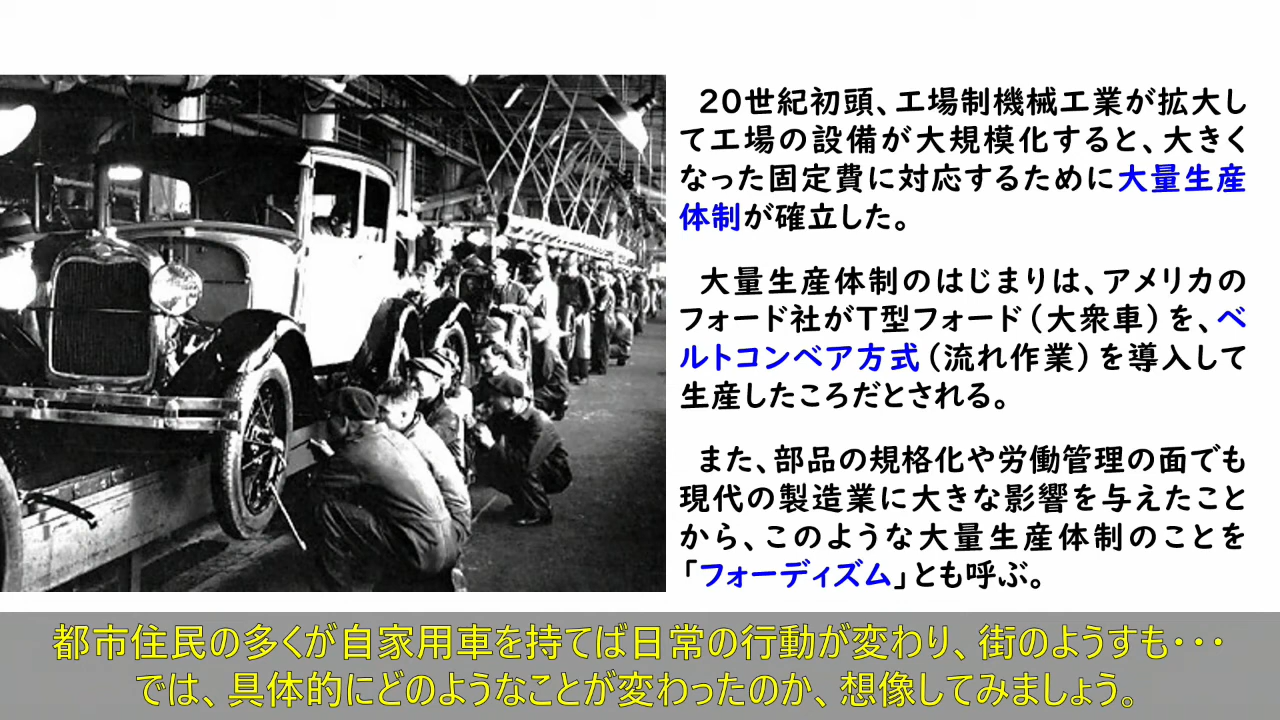 20世紀初頭、工場制機械工業が拡大し
て工場の設備が大規模化すると、大きく
なった固定費に対応するために大量生産
体制が確立した。
大量生産体制のはじまりは、アメリカの
フォード社がT型フォード（大衆車）を、ベ
ルトコンベア方式（流れ作業）を導入して
生産したころだとされる。
また、部品の規格化や労働管理の面でも
現代の製造業に大きな影響を与えたこと
から、このような大量生産体制のことを
「フォーディズム」とも呼ぶ。
都市住民の多くが自家用車を持てば日常の行動が変わり、街のようすも・・・
では、具体的にどのようなことが変わったのか、想像してみましょう。